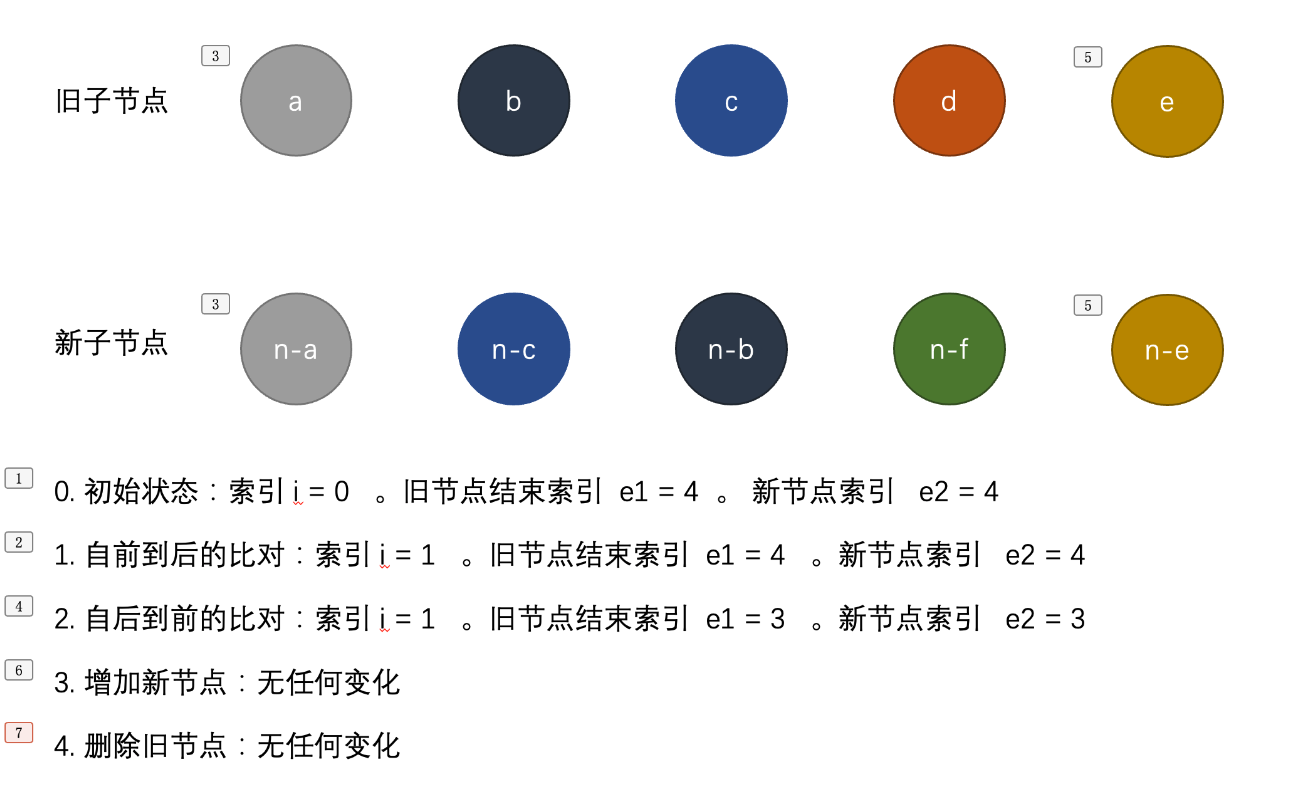 3 5
旧子节点 a b c d e
3 5
新子节点 n-a n-c n-b n-f n-e
1
0. 初始状态：索引 i = 0 。旧节点结束索引 e1 = 4 。 新节点索引 e2 = 4
2
1. 自前到后的比对：索引 i = 1 。旧节点结束索引 e1 = 4 。新节点索引 e2 = 4
4
2. 自后到前的比对：索引 i = 1 。旧节点结束索引 e1 = 3 。新节点索引 e2 = 3
6
3. 增加新节点：无任何变化
7
4. 删除旧节点：无任何变化